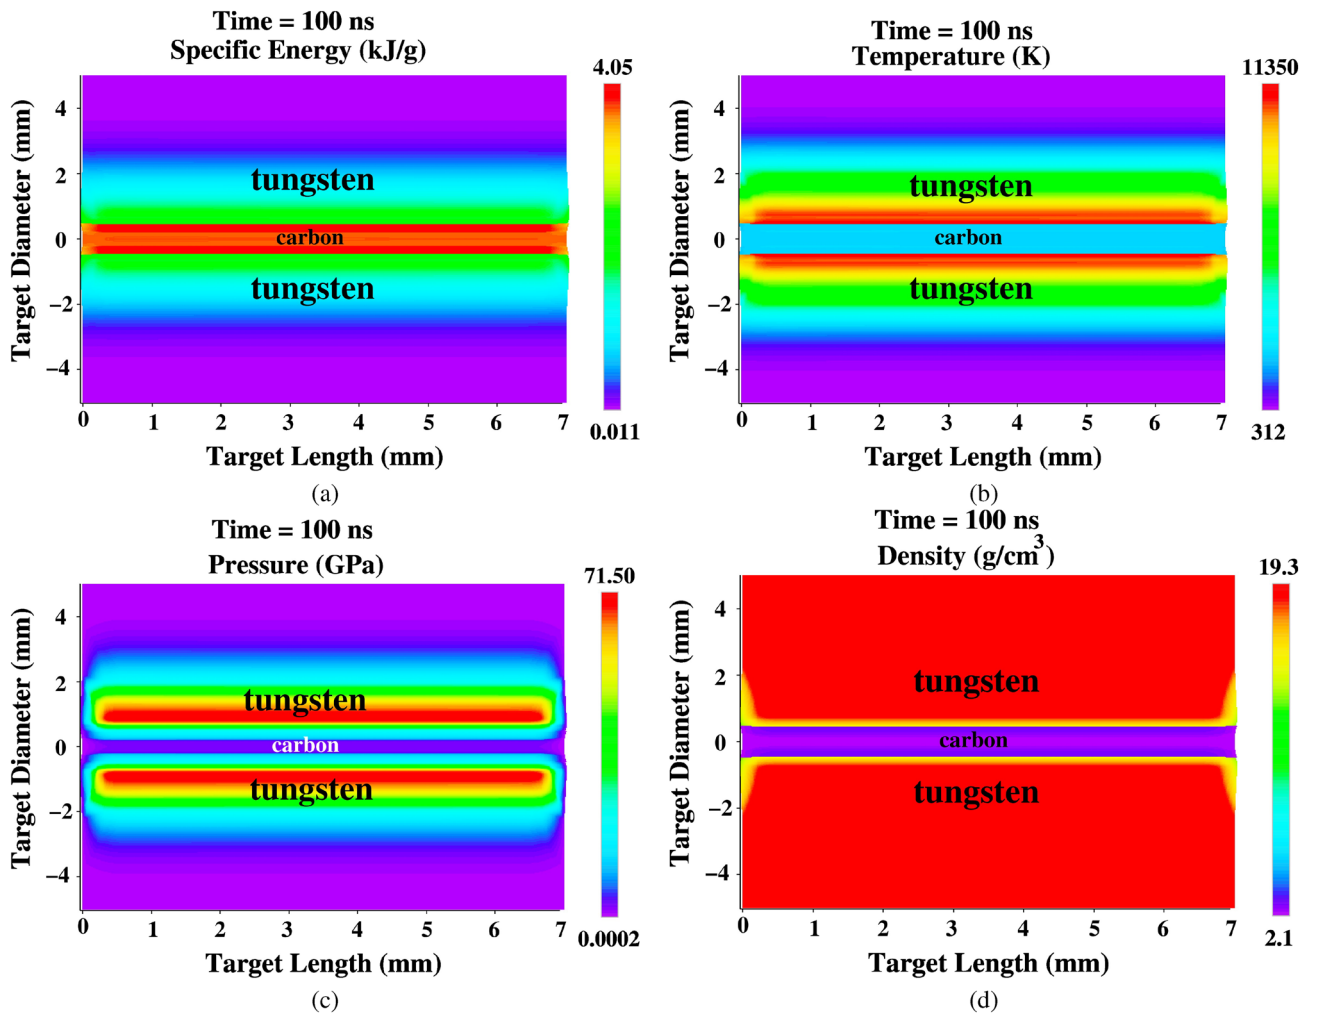 Time = 100 ns
Specific Energy (kJ/g)
4.05
Target Diameter (mm)
4
2
0
−2
−4
tungsten
carbon
tungsten
0 1 2 3 4 5 6 7
0.011
Target Length (mm)
(a)
Time = 100 ns
Temperature (K)
11350
Target Diameter (mm)
4
2
0
−2
−4
tungsten
carbon
tungsten
0 1 2 3 4 5 6 7
312
Target Length (mm)
(b)
Time = 100 ns
Pressure (GPa)
71.50
Target Diameter (mm)
4
2
0
−2
−4
tungsten
carbon
tungsten
0 1 2 3 4 5 6 7
0.0002
Target Length (mm)
(c)
Time = 100 ns
Density (g/cm³)
19.3
Target Diameter (mm)
4
2
0
−2
−4
tungsten
carbon
tungsten
0 1 2 3 4 5 6 7
2.1
Target Length (mm)
(d)